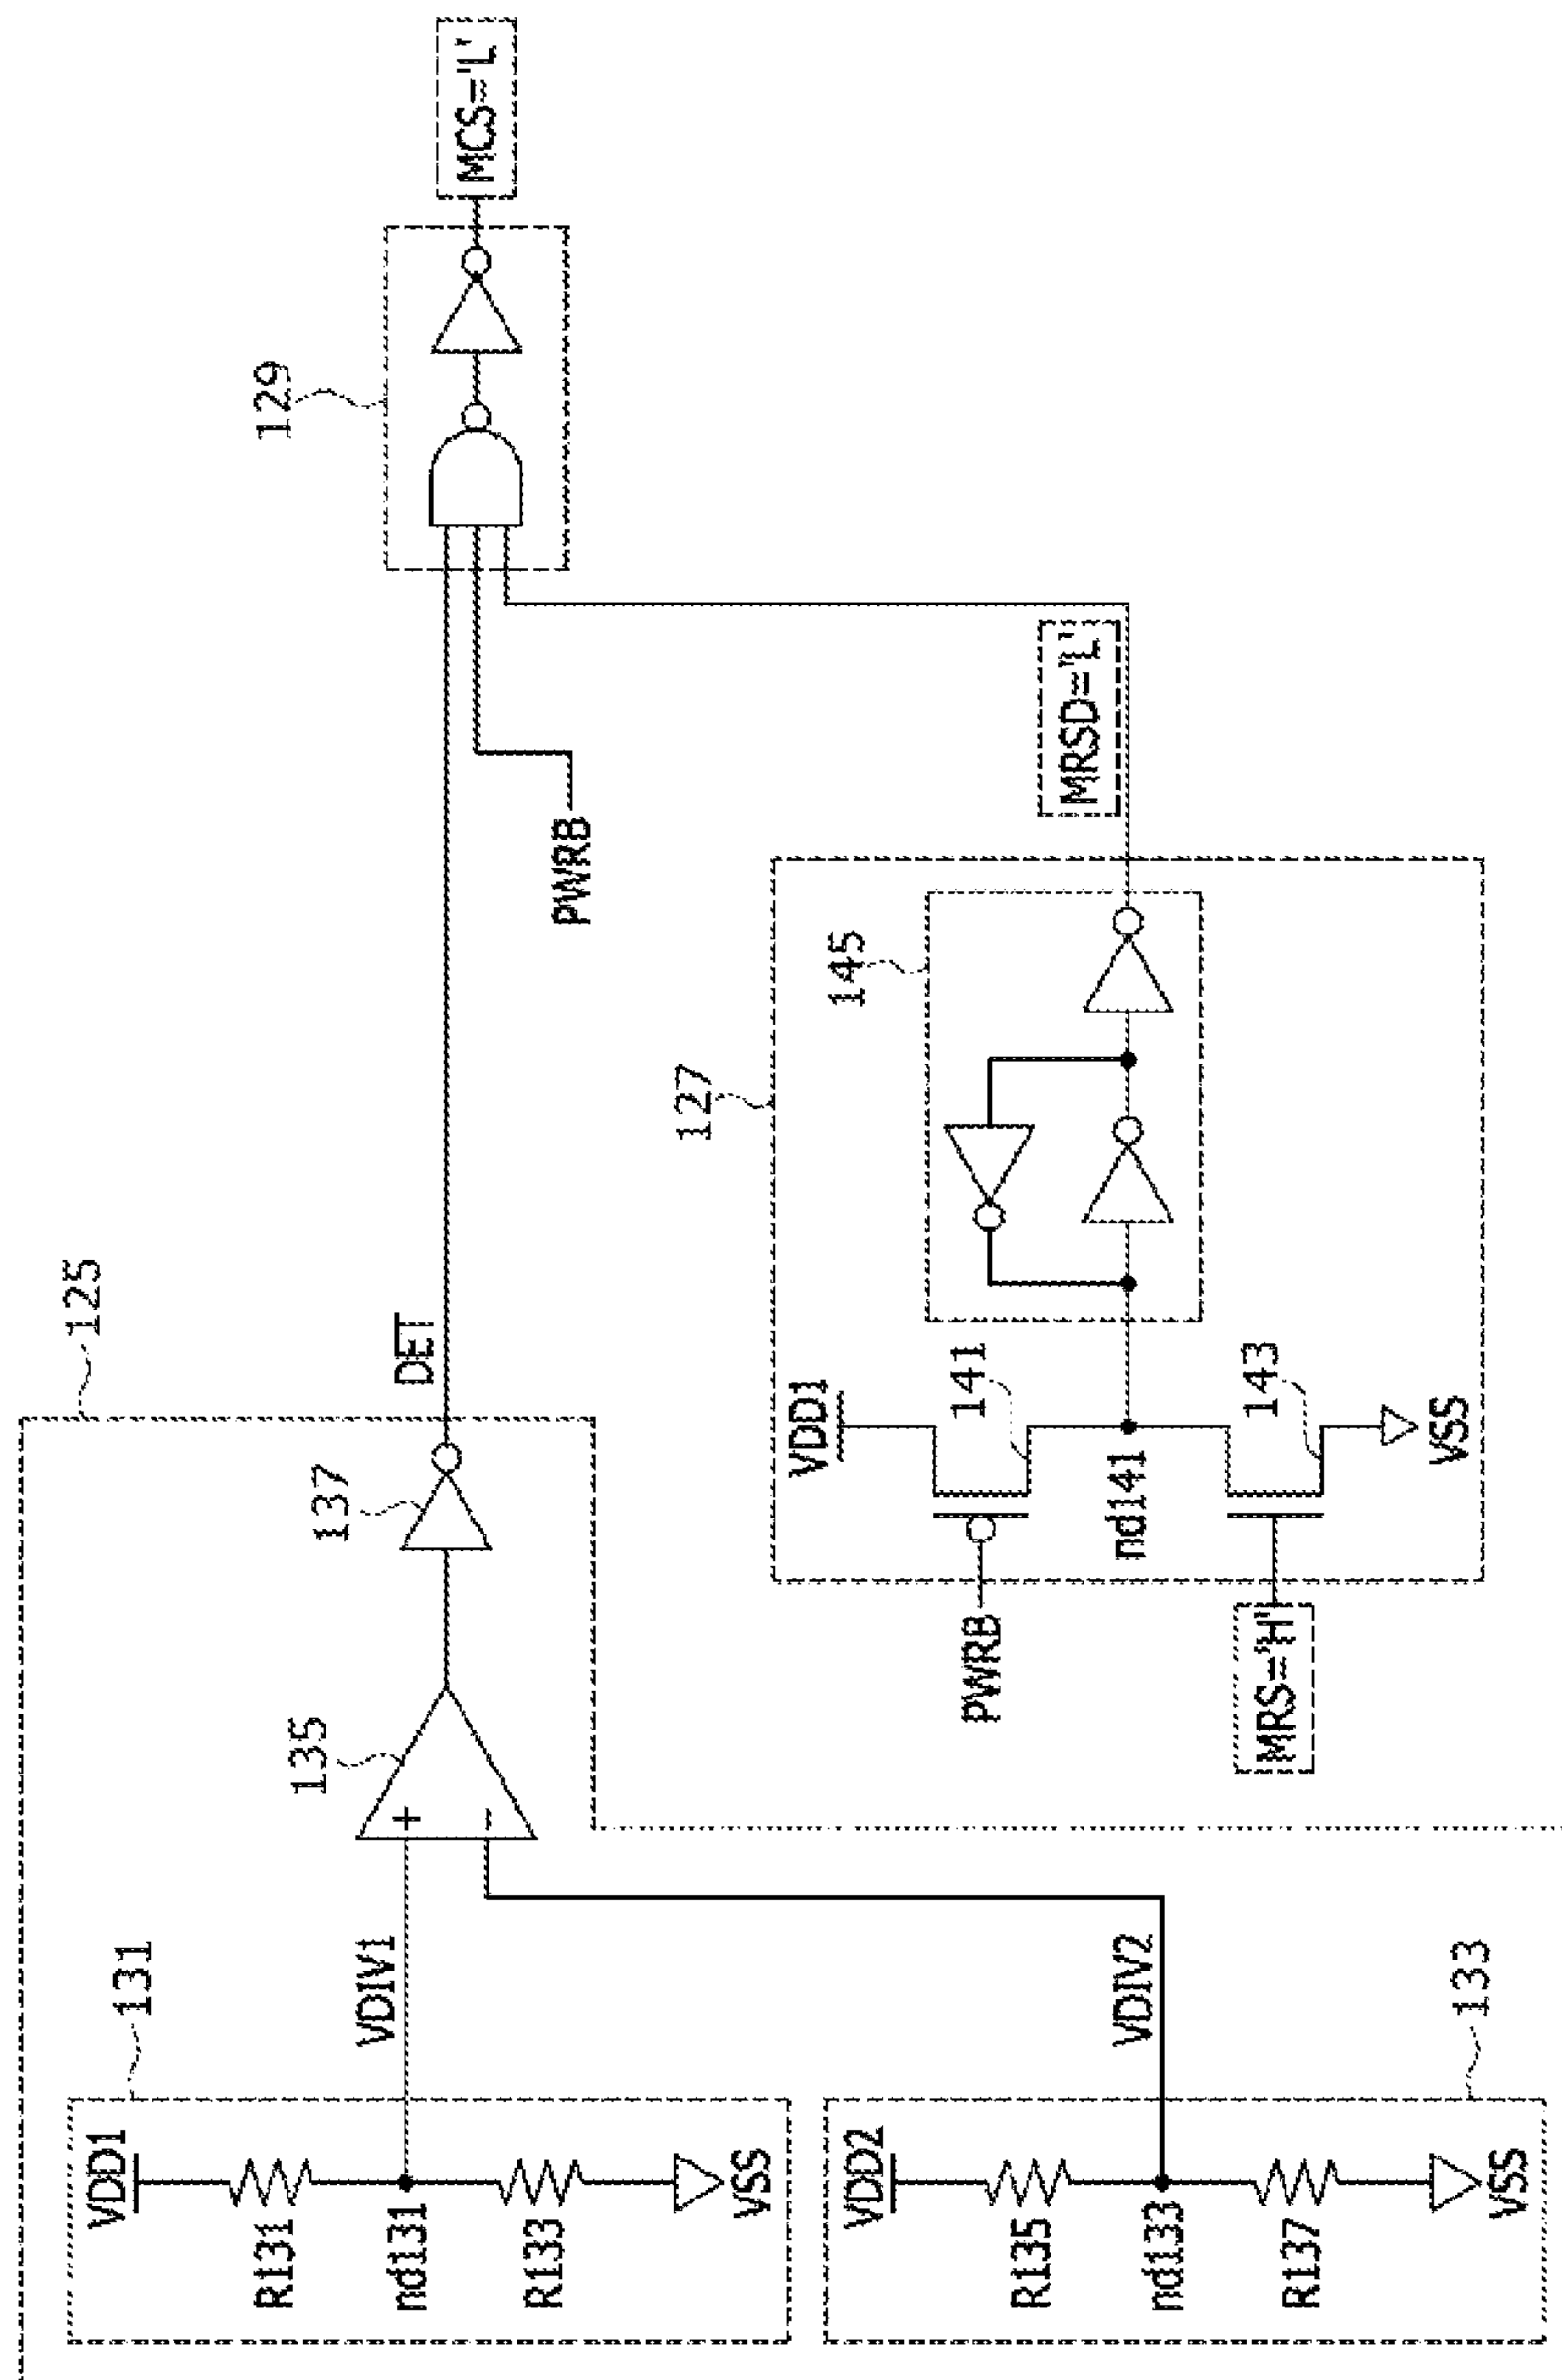 125
131
VDD1
R131
nd131
R133
VSS
VDIV1
135
+
-
137
D̅E̅T̅
133
VDD2
R135
nd133
R137
VSS
VDIV2
127
VDD1
PWRB
141
nd141
143
MRS='H'
VSS
145
MRSD='L'
PWRB
129
MCS='L'